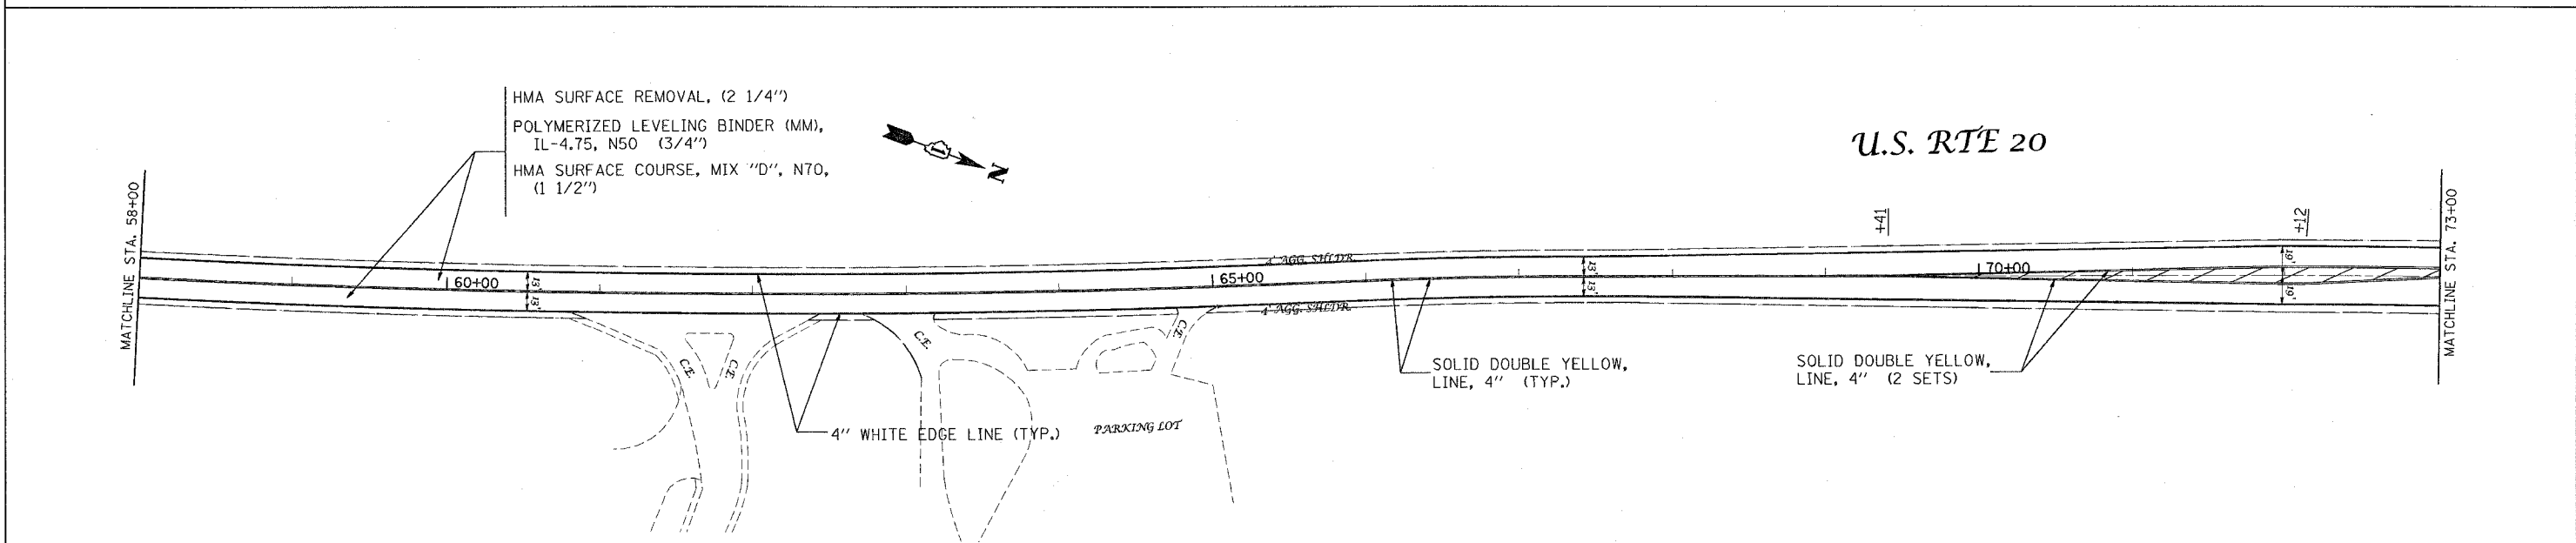 HMA SURFACE REMOVAL, (2 1/4")
POLYMERIZED LEVELING BINDER (MM),
IL-4.75, N50 (3/4")
HMA SURFACE COURSE, MIX "D", N70,
(1 1/2")
N
U.S. RTE 20
MATCHLINE STA. 58+00
+41
+12
MATCHLINE STA. 73+00
4' AGG. SHLDR.
60+00
13'
13'
65+00
13'
13'
70+00
19'
19'
4' AGG. SHLDR.
C.E.
C.E.
C.E.
C.E.
SOLID DOUBLE YELLOW,
LINE, 4" (TYP.)
SOLID DOUBLE YELLOW,
LINE, 4" (2 SETS)
4" WHITE EDGE LINE (TYP.)
PARKING LOT